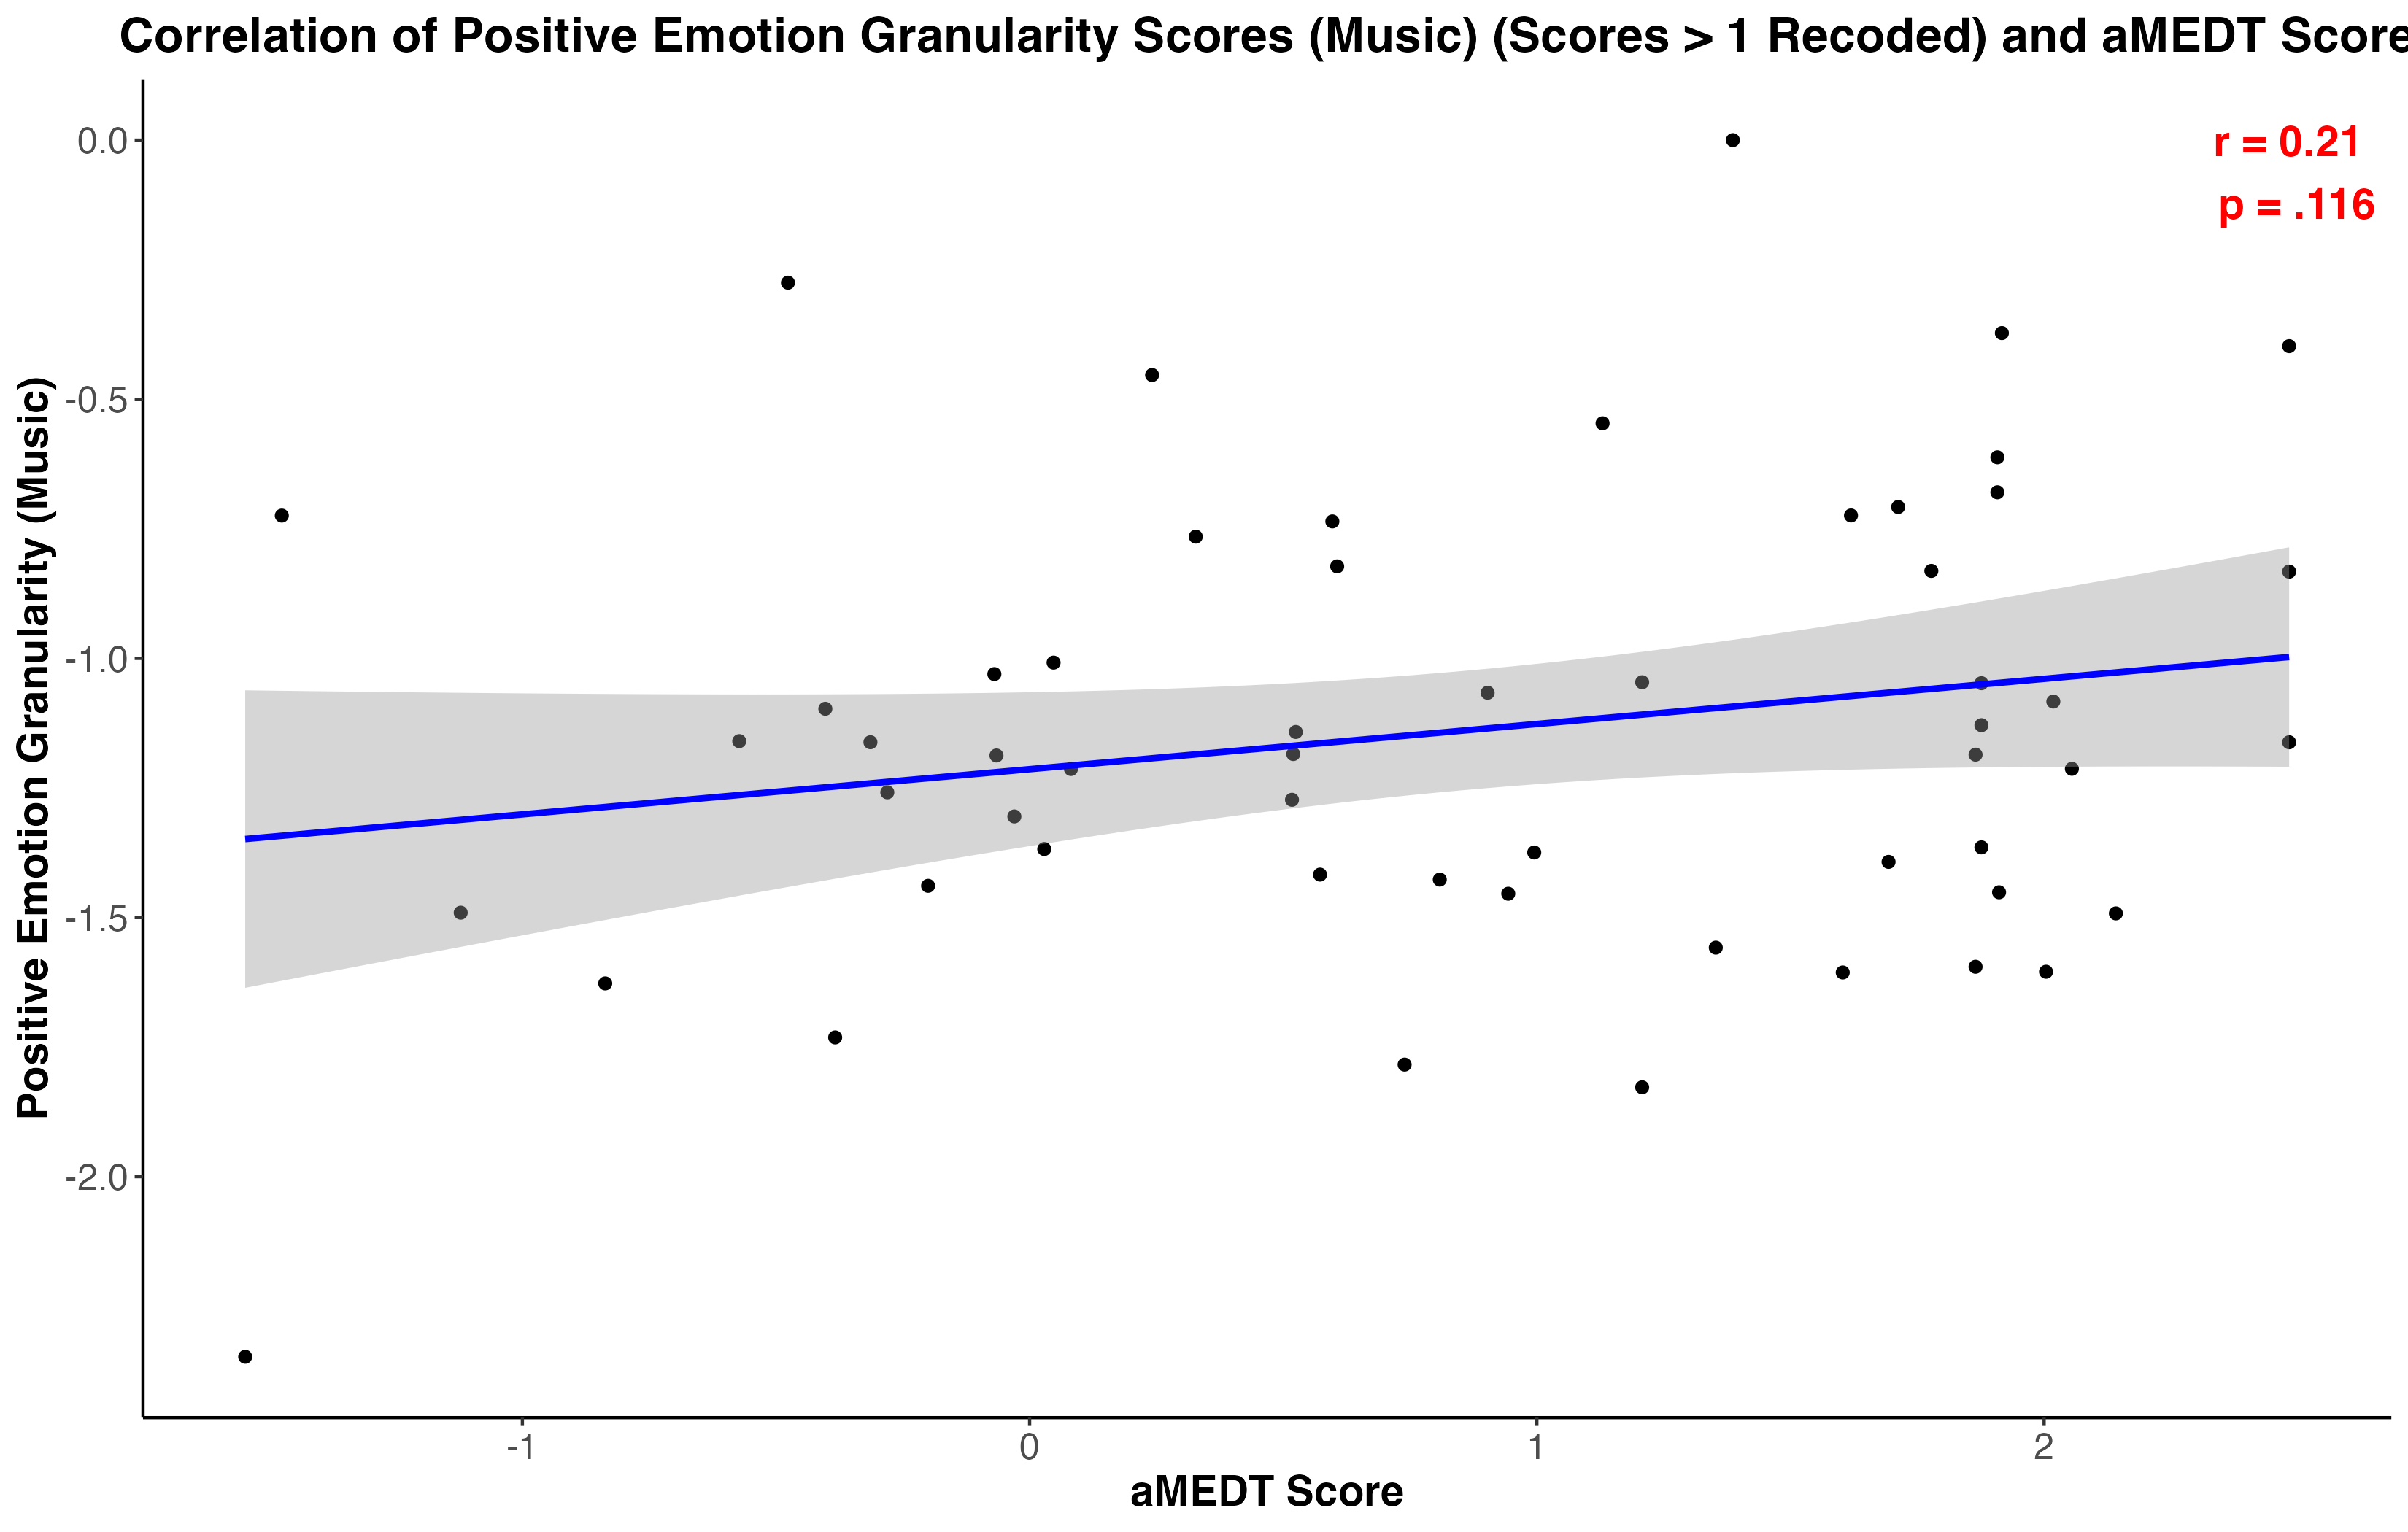 Correlation of Positive Emotion Granularity Scores (Music) (Scores > 1 Recoded) and aMEDT Score
r = 0.21
p = .116
Positive Emotion Granularity (Music)
0.0
-0.5
-1.0
-1.5
-2.0
-1 0 1 2
aMEDT Score